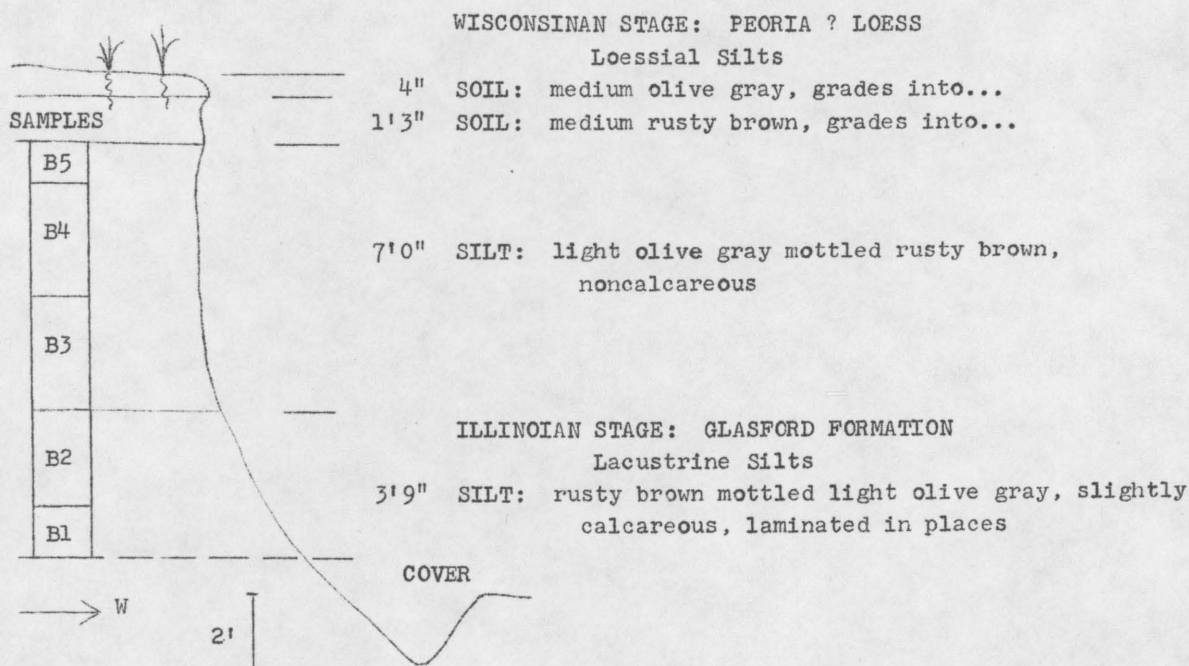 WISCONSINAN STAGE: PEORIA ? LOESS
Loessial Silts
4" SOIL: medium olive gray, grades into...
1'3" SOIL: medium rusty brown, grades into...
SAMPLES
B5
B4
7'0" SILT: light olive gray mottled rusty brown,
noncalcareous
B3
ILLINOIAN STAGE: GLASFORD FORMATION
Lacustrine Silts
B2
3'9" SILT: rusty brown mottled light olive gray, slightly
calcareous, laminated in places
B1
COVER
W
2'